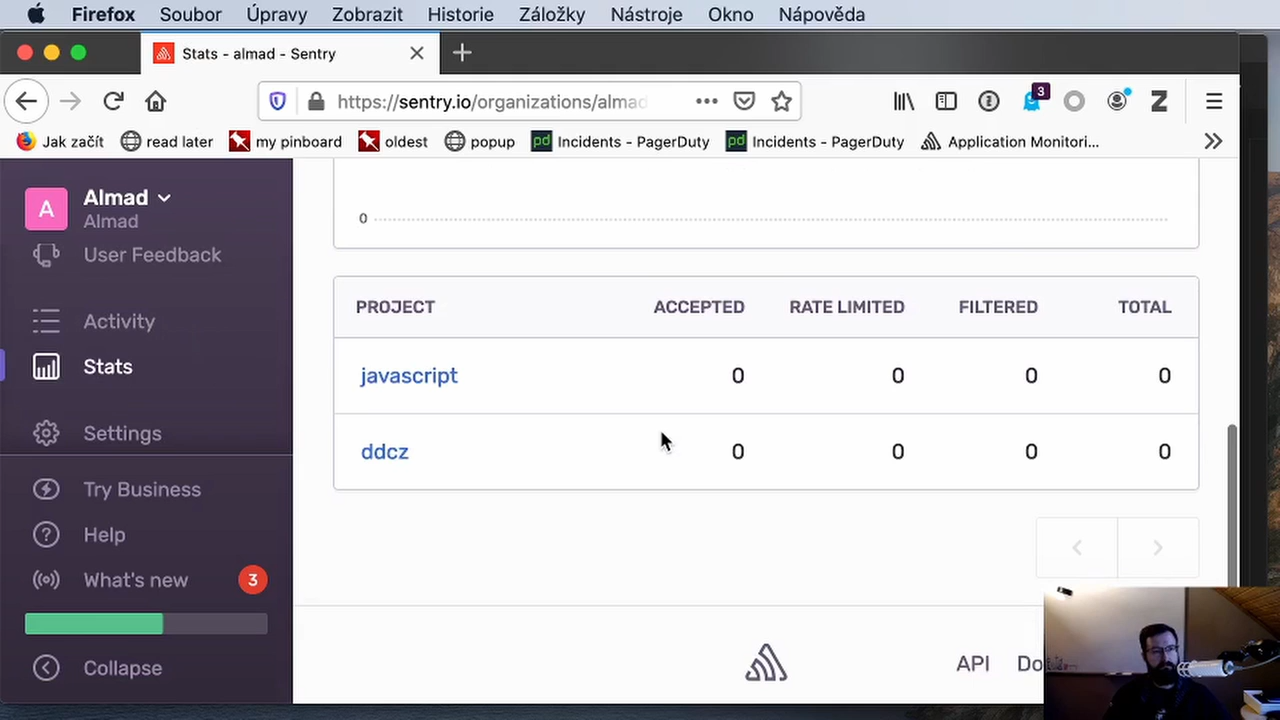 Firefox Soubor Úpravy Zobrazit Historie Záložky Nástroje Okno Nápověda
Stats - almad - Sentry
https://sentry.io/organizations/almad
3
Z
Jak začít read later my pinboard oldest popup pd Incidents - PagerDuty pd Incidents - PagerDuty Application Monitori...
A
Almad
Almad
User Feedback
Activity
Stats
Settings
Try Business
Help
What's new 3
Collapse
0
PROJECT ACCEPTED RATE LIMITED FILTERED TOTAL
javascript 0 0 0 0
ddcz 0 0 0 0
API